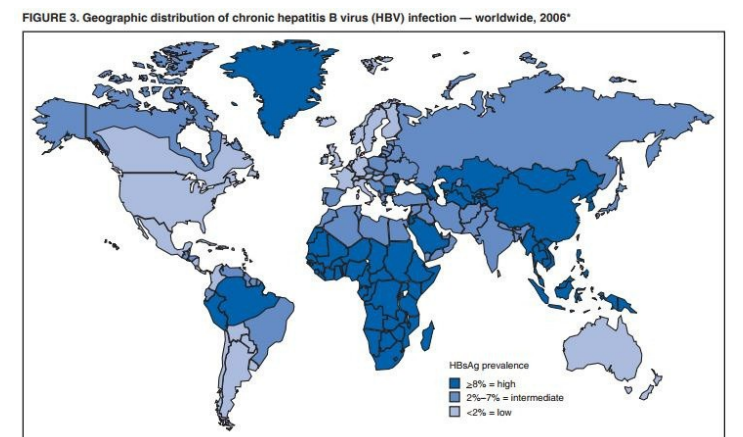 FIGURE 3. Geographic distribution of chronic hepatitis B virus (HBV) infection — worldwide, 2006*
HBsAg prevalence
≥8% = high
2%–7% = intermediate
<2% = low